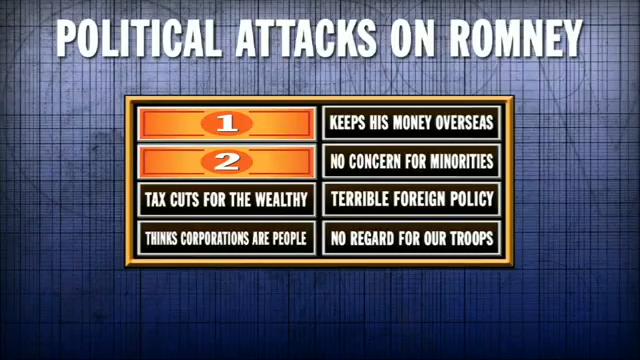 POLITICAL ATTACKS ON ROMNEY
1
2
TAX CUTS FOR THE WEALTHY
THINKS CORPORATIONS ARE PEOPLE
KEEPS HIS MONEY OVERSEAS
NO CONCERN FOR MINORITIES
TERRIBLE FOREIGN POLICY
NO REGARD FOR OUR TROOPS